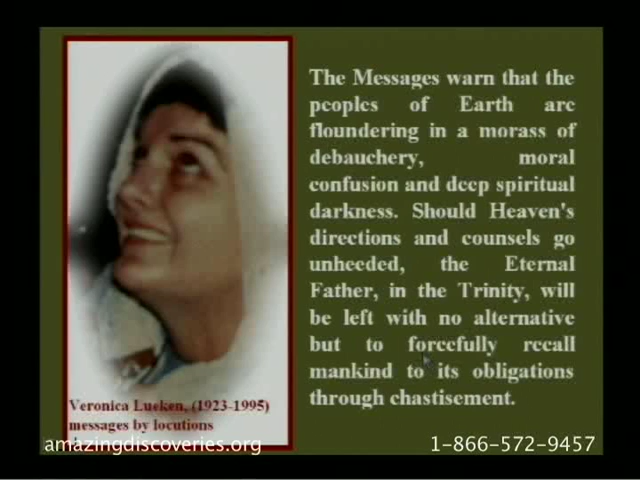 The Messages warn that the
peoples of Earth are
floundering in a morass of
debauchery, moral
confusion and deep spiritual
darkness. Should Heaven's
directions and counsels go
unheeded, the Eternal
Father, in the Trinity, will
be left with no alternative
but to forcefully recall
mankind to its obligations
through chastisement.
Veronica Lueken, (1923-1995)
messages by locutions
amazingdiscoveries.org
1-866-572-9457